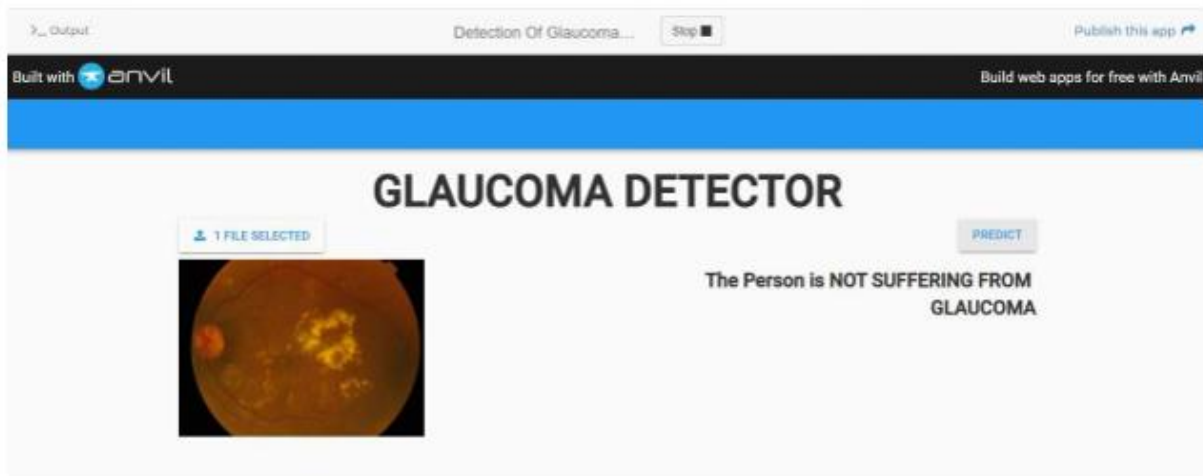 >_ Output
Detection Of Glaucoma...
Stop
Publish this app
Built with anvil
Build web apps for free with Anvil
GLAUCOMA DETECTOR
1 FILE SELECTED
PREDICT
The Person is NOT SUFFERING FROM
GLAUCOMA